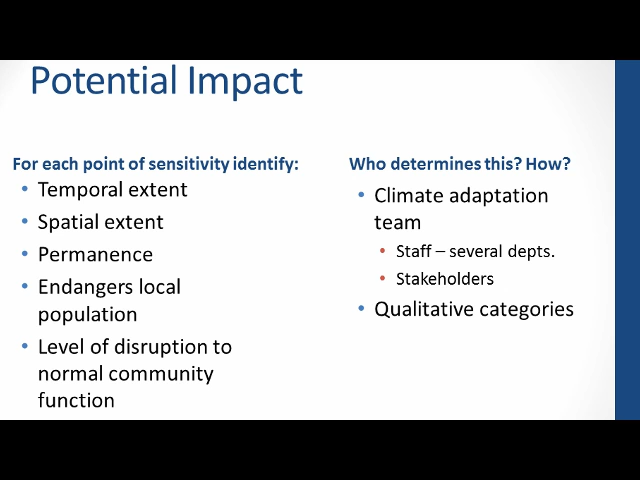 Potential Impact
For each point of sensitivity identify:
• Temporal extent
• Spatial extent
• Permanence
• Endangers local
population
• Level of disruption to
normal community
function
Who determines this? How?
• Climate adaptation
team
• Staff – several depts.
• Stakeholders
• Qualitative categories